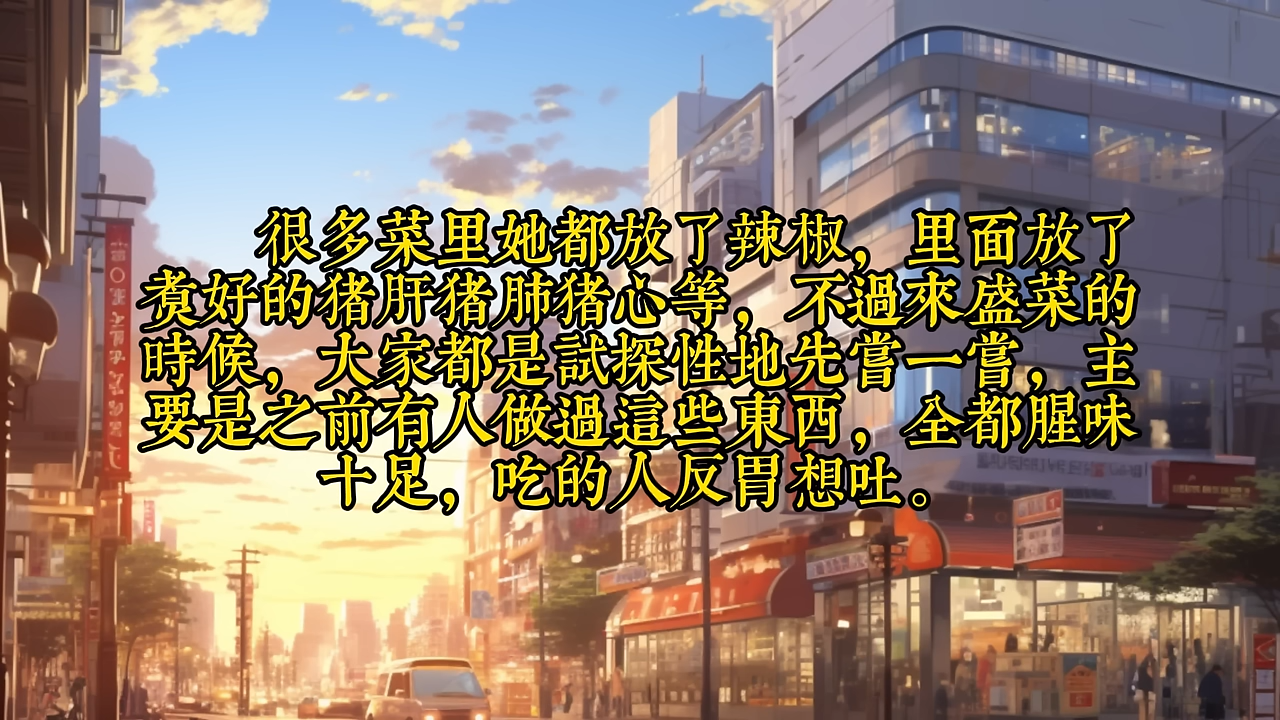 很多菜里她都放了辣椒，里面放了
煑好的猪肝猪肺猪心等，不過來盛菜的
時候，大家都是試探性地先嘗一嘗，主
要是之前有人做過這些東西，全都腥味
十足，吃的人反胃想吐。